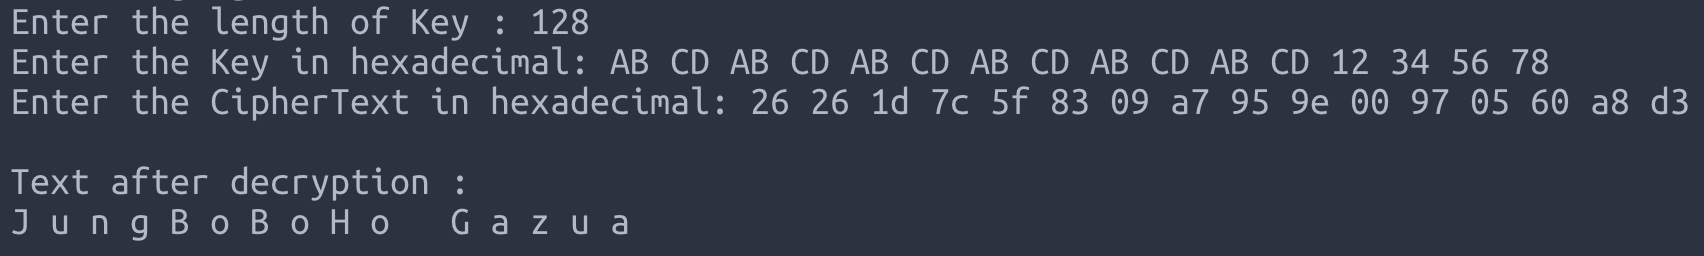 Enter the length of Key : 128
Enter the Key in hexadecimal: AB CD AB CD AB CD AB CD AB CD AB CD 12 34 56 78
Enter the CipherText in hexadecimal: 26 26 1d 7c 5f 83 09 a7 95 9e 00 97 05 60 a8 d3
Text after decryption :
J u n g B o B o H o   G a z u a